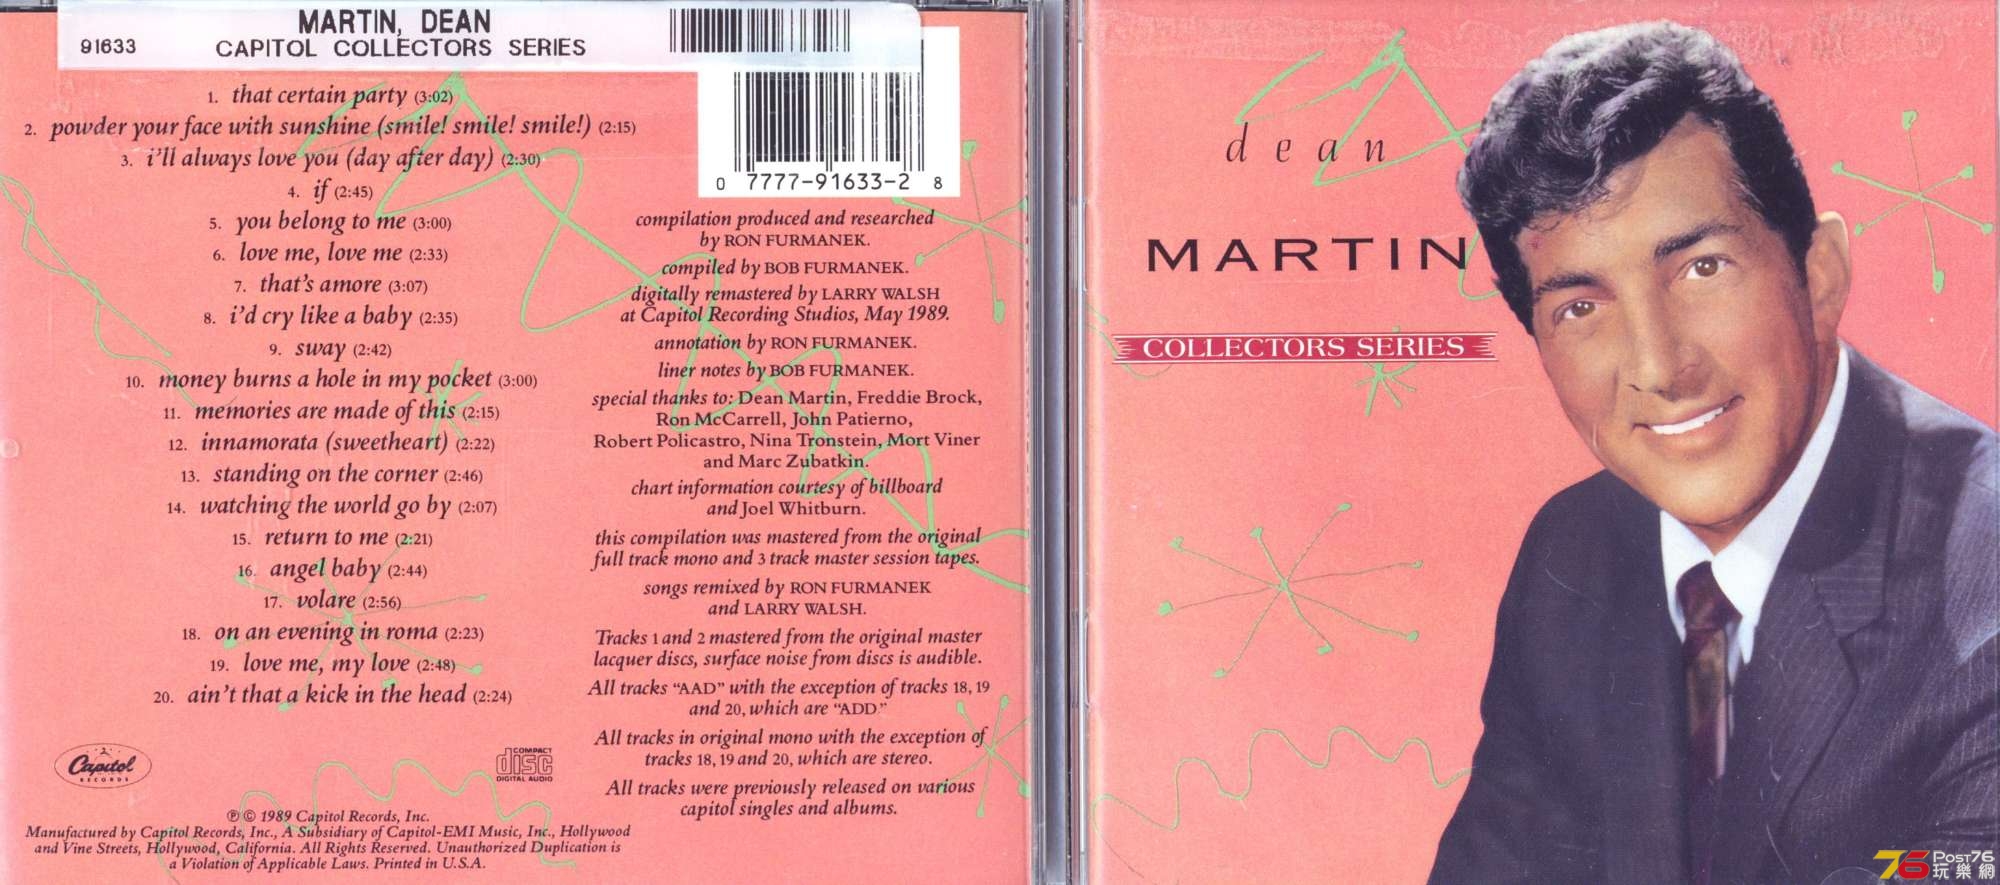 MARTIN, DEAN
91633 CAPITOL COLLECTORS SERIES
1. that certain party (3:02)
2. powder your face with sunshine (smile! smile! smile!) (2:15)
3. i'll always love you (day after day) (2:30)
4. if (2:45)
5. you belong to me (3:00)
6. love me, love me (2:33)
7. that's amore (3:07)
8. i'd cry like a baby (2:35)
9. sway (2:42)
10. money burns a hole in my pocket (3:00)
11. memories are made of this (2:15)
12. innamorata (sweetheart) (2:22)
13. standing on the corner (2:46)
14. watching the world go by (2:07)
15. return to me (2:21)
16. angel baby (2:44)
17. volare (2:56)
18. on an evening in roma (2:23)
19. love me, my love (2:48)
20. ain't that a kick in the head (2:24)
Capitol
RECORDS
COMPACT
disc
DIGITAL AUDIO
℗ © 1989 Capitol Records, Inc.
Manufactured by Capitol Records, Inc., A Subsidiary of Capitol-EMI Music, Inc., Hollywood
and Vine Streets, Hollywood, California. All Rights Reserved. Unauthorized Duplication is
a Violation of Applicable Laws. Printed in U.S.A.
0 7777-91633-2 8
compilation produced and researched
by RON FURMANEK.
compiled by BOB FURMANEK.
digitally remastered by LARRY WALSH
at Capitol Recording Studios, May 1989.
annotation by RON FURMANEK.
liner notes by BOB FURMANEK.
special thanks to: Dean Martin, Freddie Brock,
Ron McCarrell, John Patierno,
Robert Policastro, Nina Tronstein, Mort Viner
and Marc Zubatkin.
chart information courtesy of billboard
and Joel Whitburn.
this compilation was mastered from the original
full track mono and 3 track master session tapes.
songs remixed by RON FURMANEK
and LARRY WALSH.
Tracks 1 and 2 mastered from the original master
lacquer discs, surface noise from discs is audible.
All tracks “AAD” with the exception of tracks 18, 19
and 20, which are “ADD.”
All tracks in original mono with the exception of
tracks 18, 19 and 20, which are stereo.
All tracks were previously released on various
capitol singles and albums.
dean
MARTIN
COLLECTORS SERIES
76 Post76
玩樂網